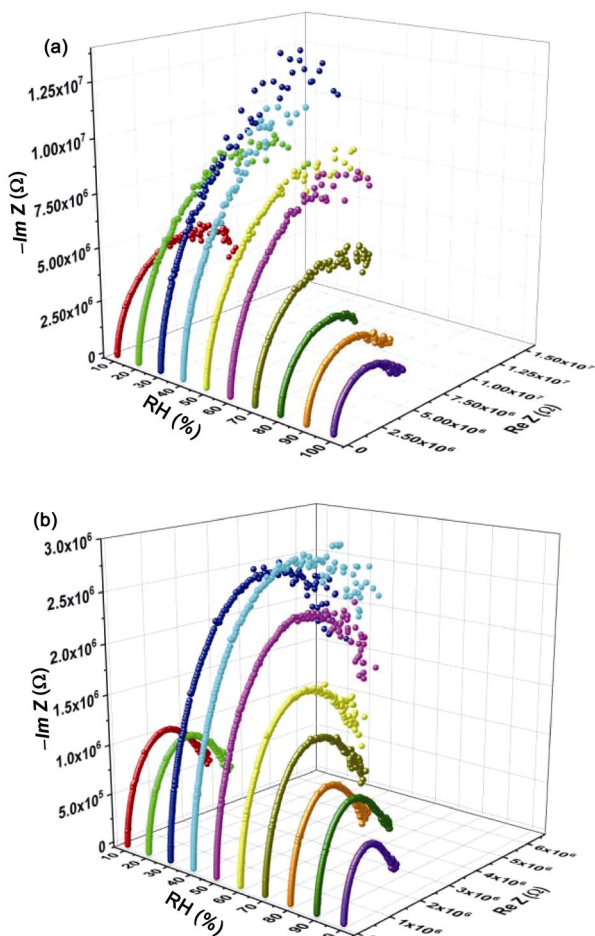 (a)
−Im Z (Ω)
1.25x10⁷
1.00x10⁷
7.50x10⁶
5.00x10⁶
2.50x10⁶
0
10
20
30
40
50
60
70
80
90
100
RH (%)
0
2.50x10⁶
5.00x10⁶
7.50x10⁶
1.00x10⁷
1.25x10⁷
1.50x10⁷
Re Z (Ω)
(b)
−Im Z (Ω)
3.0x10⁶
2.5x10⁶
2.0x10⁶
1.5x10⁶
1.0x10⁶
5.0x10⁵
0
10
20
30
40
50
60
70
80
90
RH (%)
1x10⁶
2x10⁶
3x10⁶
4x10⁶
5x10⁶
6x10⁶
Re Z (Ω)